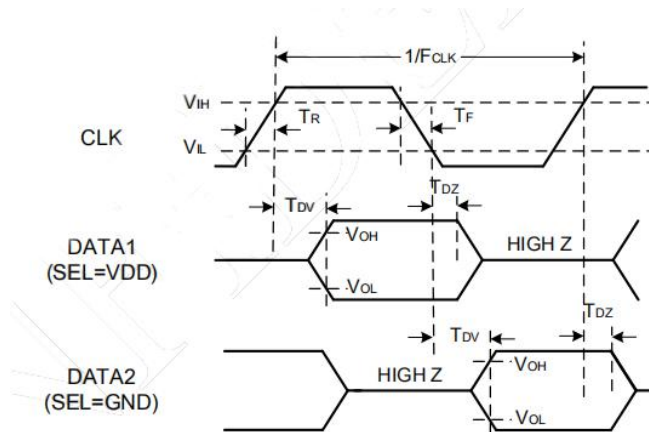 1/FCLK
VIH
TR
TF
CLK
VIL
TDZ
TDV
DATA1
(SEL=VDD)
VOH
HIGH Z
VOL
TDZ
TDV
DATA2
(SEL=GND)
HIGH Z
VOH
VOL